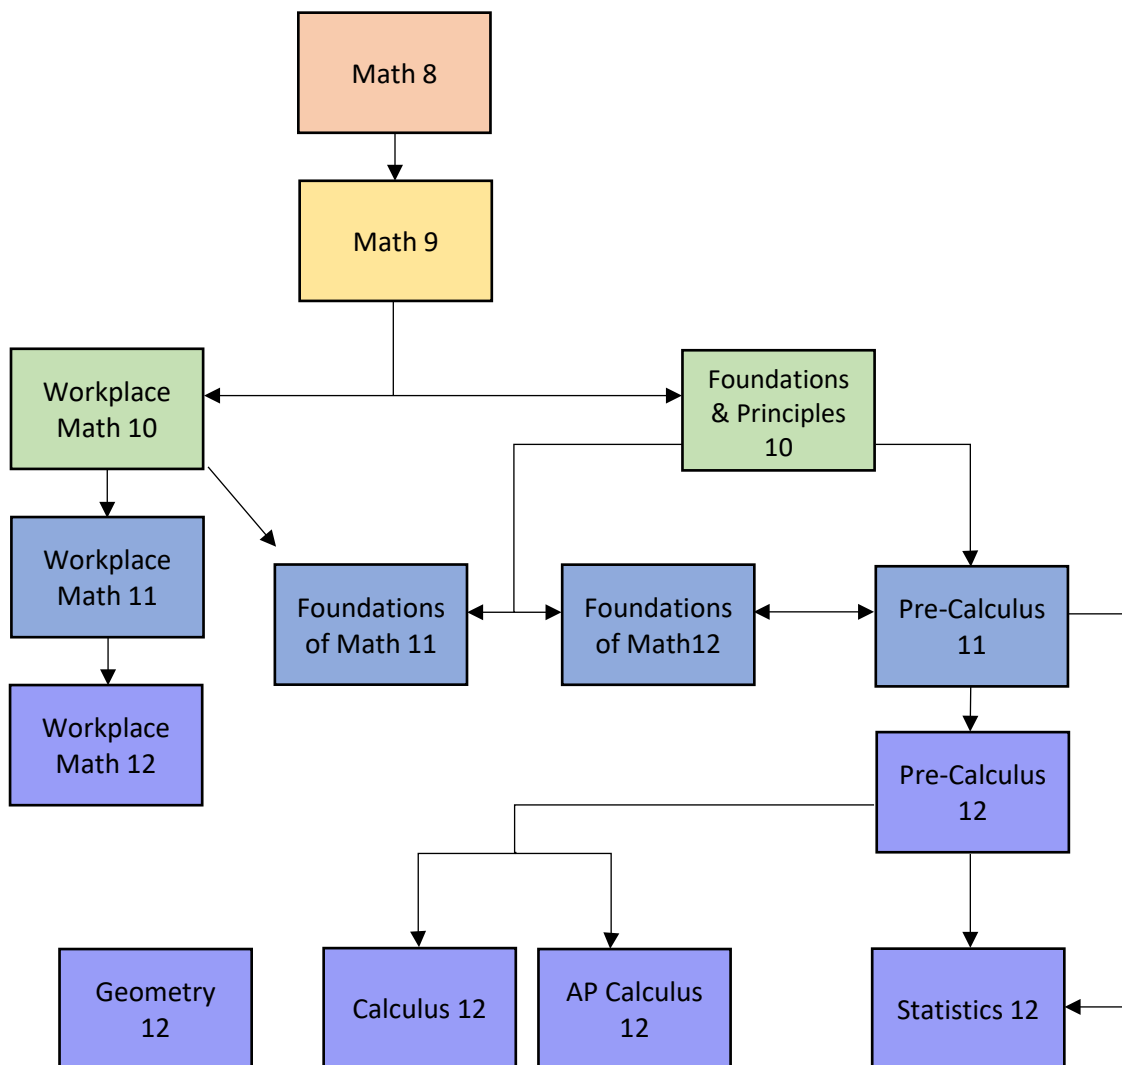 Math 8
Math 9
Workplace
Math 10
Foundations
& Principles
10
Workplace
Math 11
Foundations
of Math 11
Foundations
of Math12
Pre-Calculus
11
Workplace
Math 12
Pre-Calculus
12
Geometry
12
Calculus 12
AP Calculus
12
Statistics 12